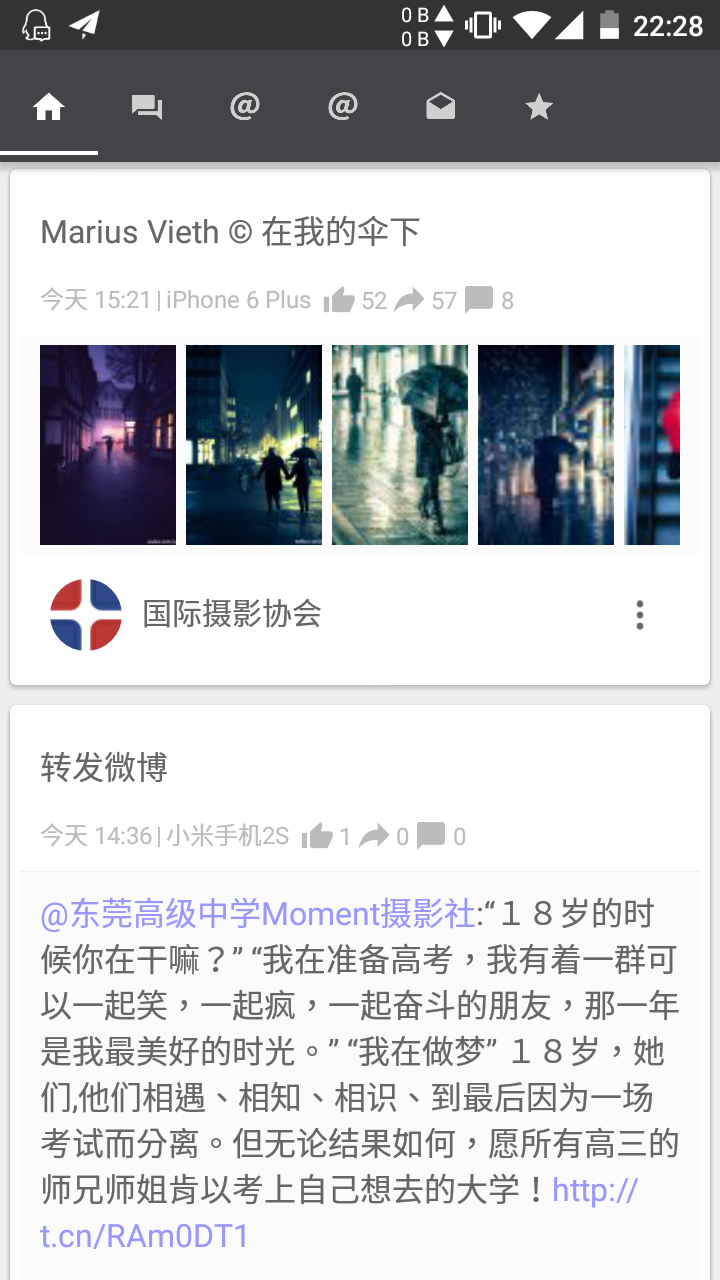 0 B
0 B
22:28
Marius Vieth © 在我的伞下
今天 15:21 | iPhone 6 Plus 52 57 8
国际摄影协会
转发微博
今天 14:36 | 小米手机2S 1 0 0
@东莞高级中学Moment摄影社:“１８岁的时
候你在干嘛？” “我在准备高考，我有着一群可
以一起笑，一起疯，一起奋斗的朋友，那一年
是我最美好的时光。” “我在做梦” １８岁，她
们,他们相遇、相知、相识、到最后因为一场
考试而分离。但无论结果如何，愿所有高三的
师兄师姐肯以考上自己想去的大学！http://
t.cn/RAm0DT1